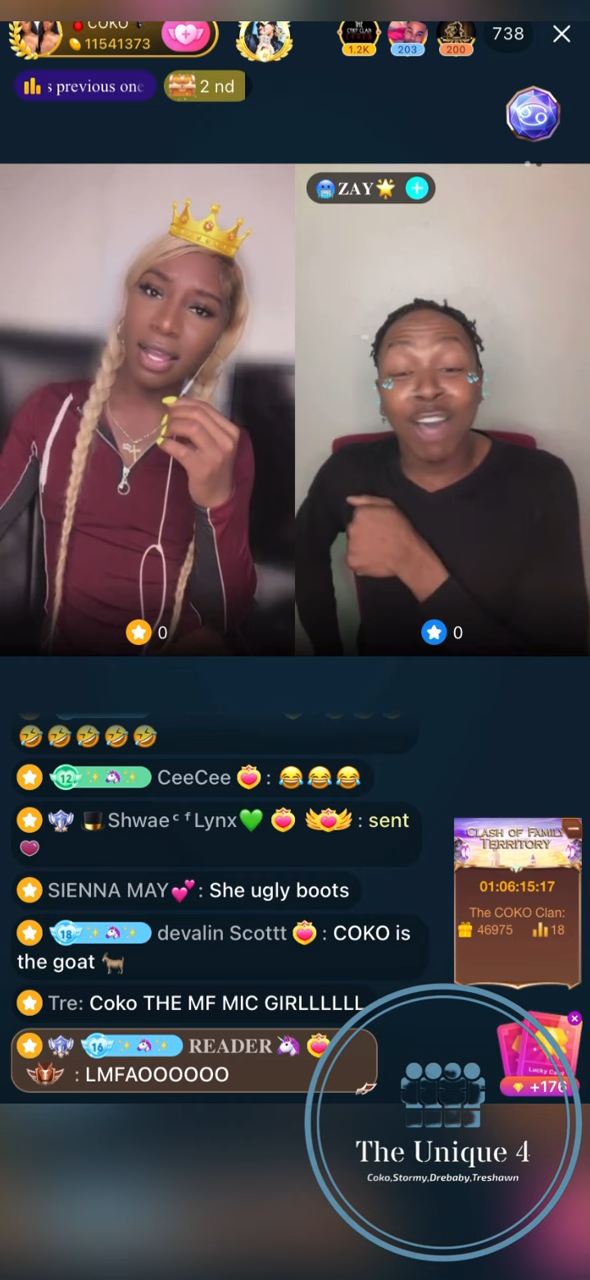 COKO
11541373
1.2K
203
200
738
s previous one
2 nd
🥶ZAY🌟
0
0
🤣🤣🤣🤣🤣
12 CeeCee : 😂😂😂
Shwaeᶜᶠ Lynx💚 : sent
SIENNA MAY💕: She ugly boots
18 devalin Scottt : COKO is
the goat 🐐
Tre: Coko THE MF MIC GIRLLLLLL
16 READER🦄
: LMFAOOOOOO
CLASH OF FAMILY
TERRITORY
01:06:15:17
The COKO Clan:
46975 18
+176
The Unique 4
Coko,Stormy,Drebaby,Treshawn